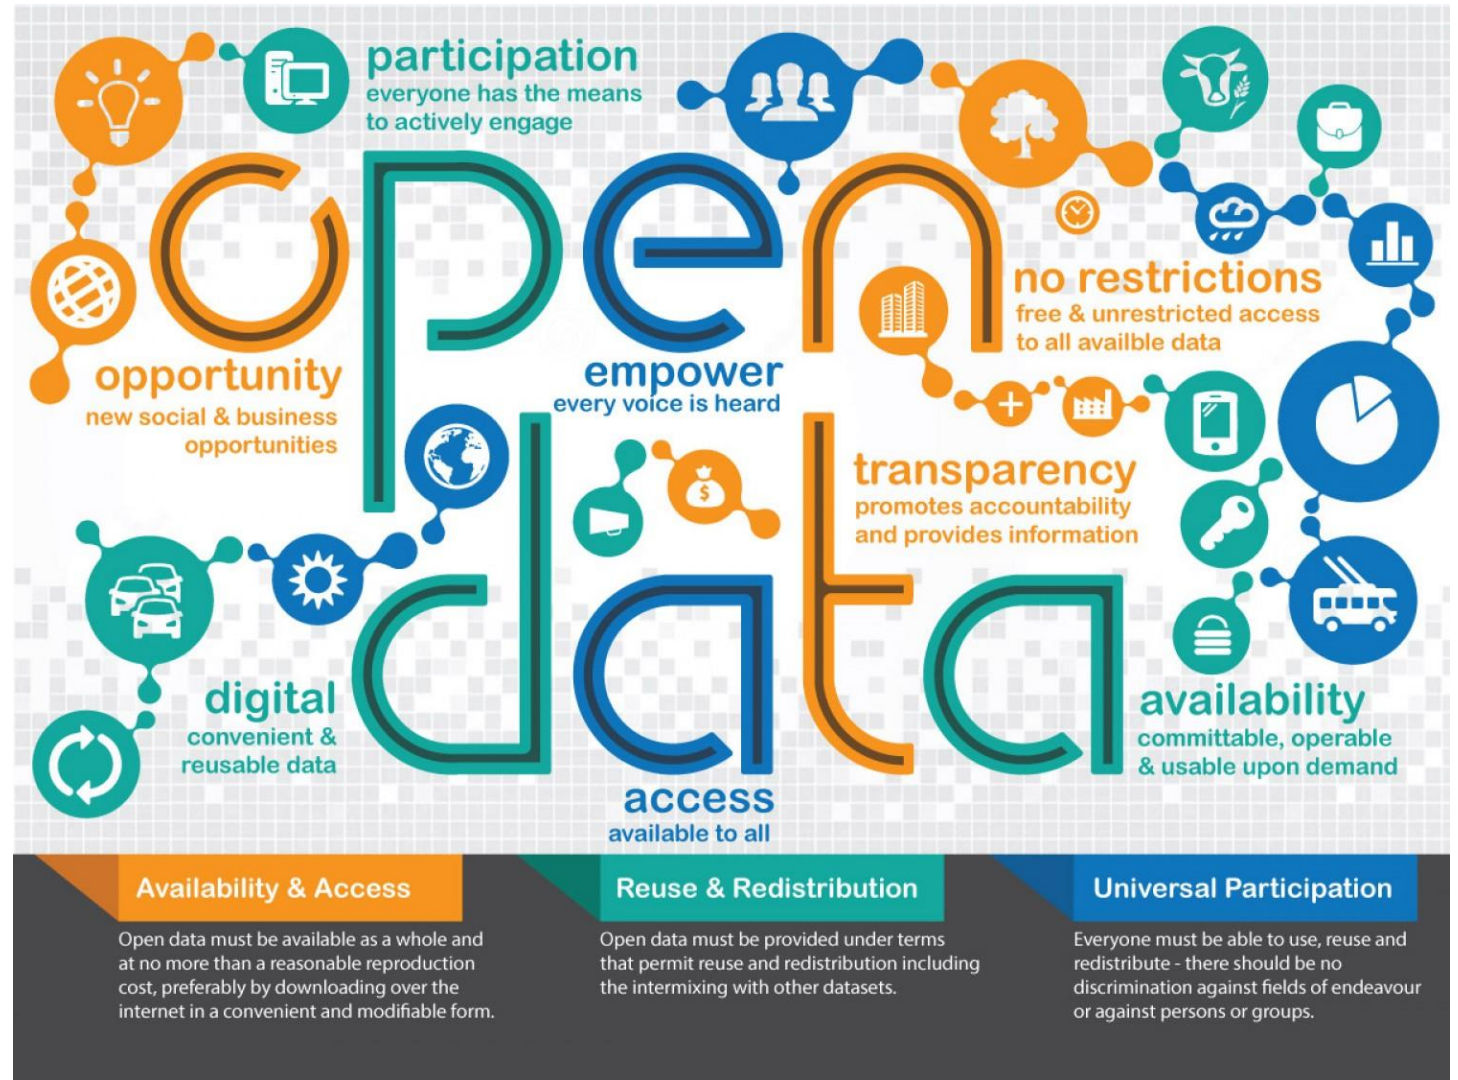 participation
everyone has the means
to actively engage
open
no restrictions
free & unrestricted access
to all availble data
opportunity
new social & business
opportunities
empower
every voice is heard
data
$
transparency
promotes accountability
and provides information
digital
convenient &
reusable data
availability
committable, operable
& usable upon demand
access
available to all
Availability & Access
Open data must be available as a whole and
at no more than a reasonable reproduction
cost, preferably by downloading over the
internet in a convenient and modifiable form.
Reuse & Redistribution
Open data must be provided under terms
that permit reuse and redistribution including
the intermixing with other datasets.
Universal Participation
Everyone must be able to use, reuse and
redistribute - there should be no
discrimination against fields of endeavour
or against persons or groups.